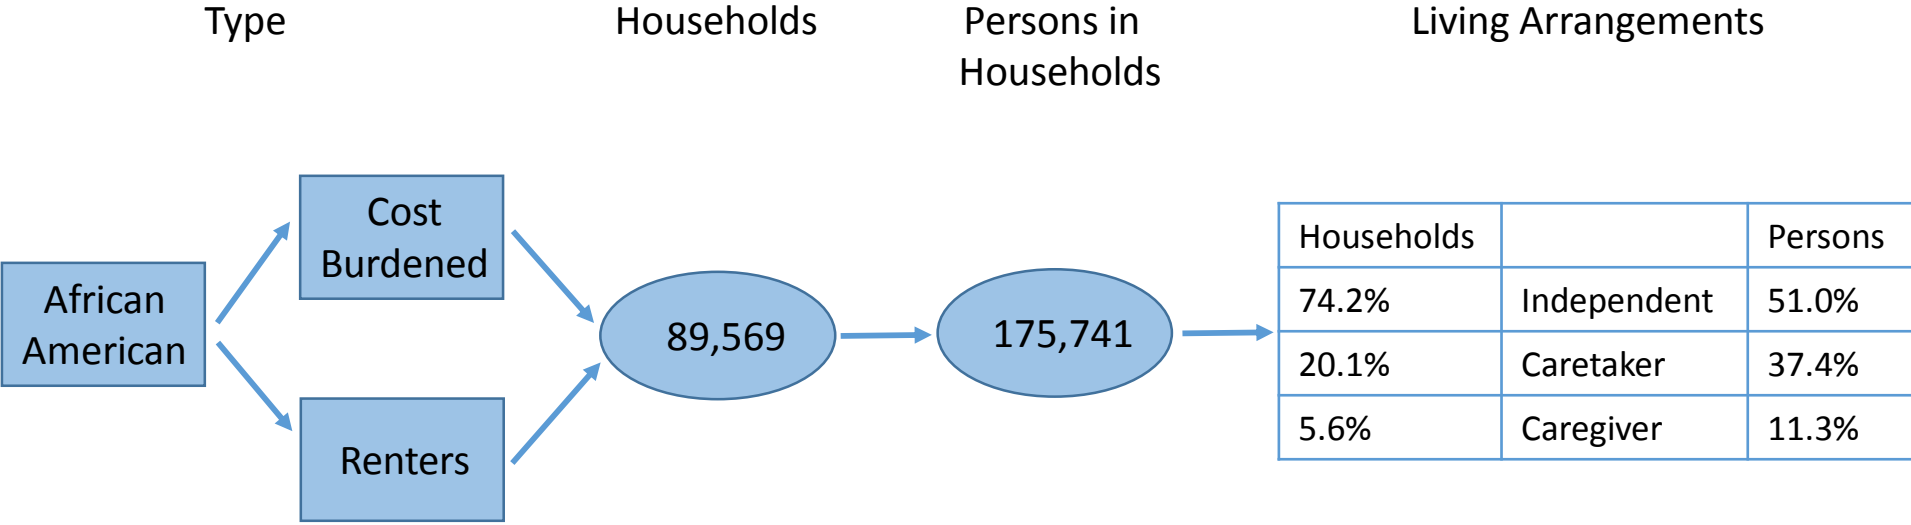 Type
Households
Persons in
Households
Living Arrangements
African
American
Cost
Burdened
Renters
89,569
175,741
Households Persons
74.2% Independent 51.0%
20.1% Caretaker 37.4%
5.6% Caregiver 11.3%